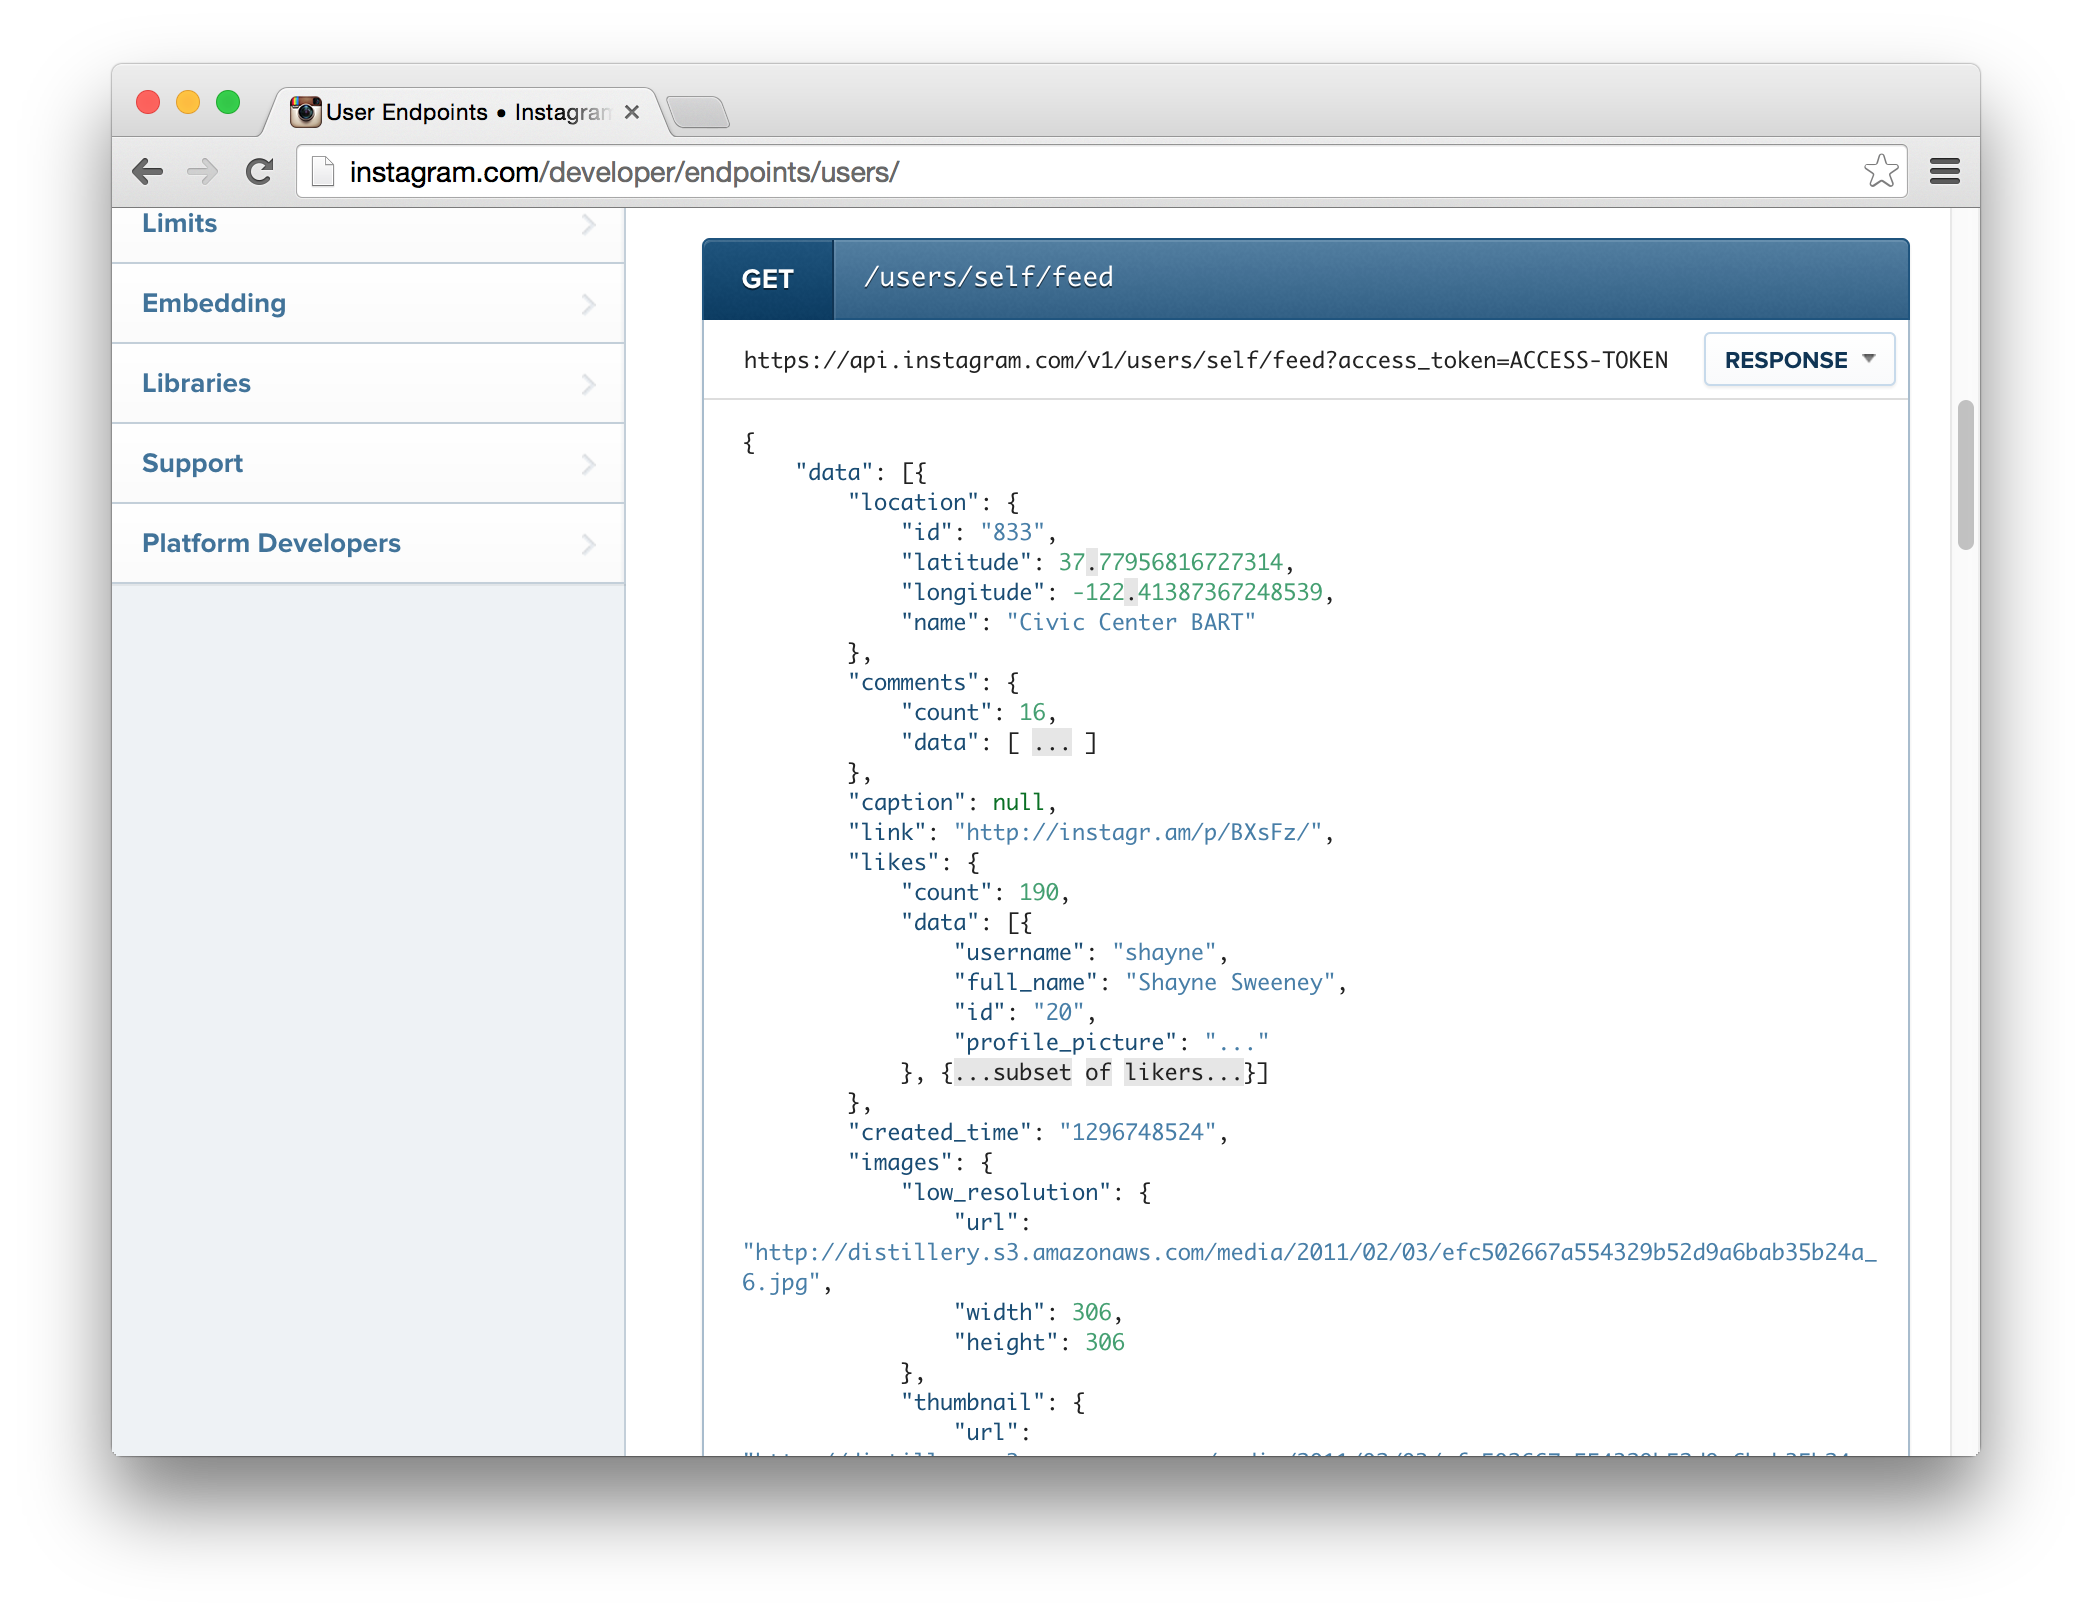 User Endpoints • Instagram
instagram.com/developer/endpoints/users/
Limits
Embedding
Libraries
Support
Platform Developers
GET /users/self/feed
https://api.instagram.com/v1/users/self/feed?access_token=ACCESS-TOKEN RESPONSE
{
"data": [{
"location": {
"id": "833",
"latitude": 37.77956816727314,
"longitude": -122.41387367248539,
"name": "Civic Center BART"
},
"comments": {
"count": 16,
"data": [ ... ]
},
"caption": null,
"link": "http://instagr.am/p/BXsFz/",
"likes": {
"count": 190,
"data": [{
"username": "shayne",
"full_name": "Shayne Sweeney",
"id": "20",
"profile_picture": "..."
}, {...subset of likers...}]
},
"created_time": "1296748524",
"images": {
"low_resolution": {
"url":
"http://distillery.s3.amazonaws.com/media/2011/02/03/efc502667a554329b52d9a6bab35b24a_
6.jpg",
"width": 306,
"height": 306
},
"thumbnail": {
"url":